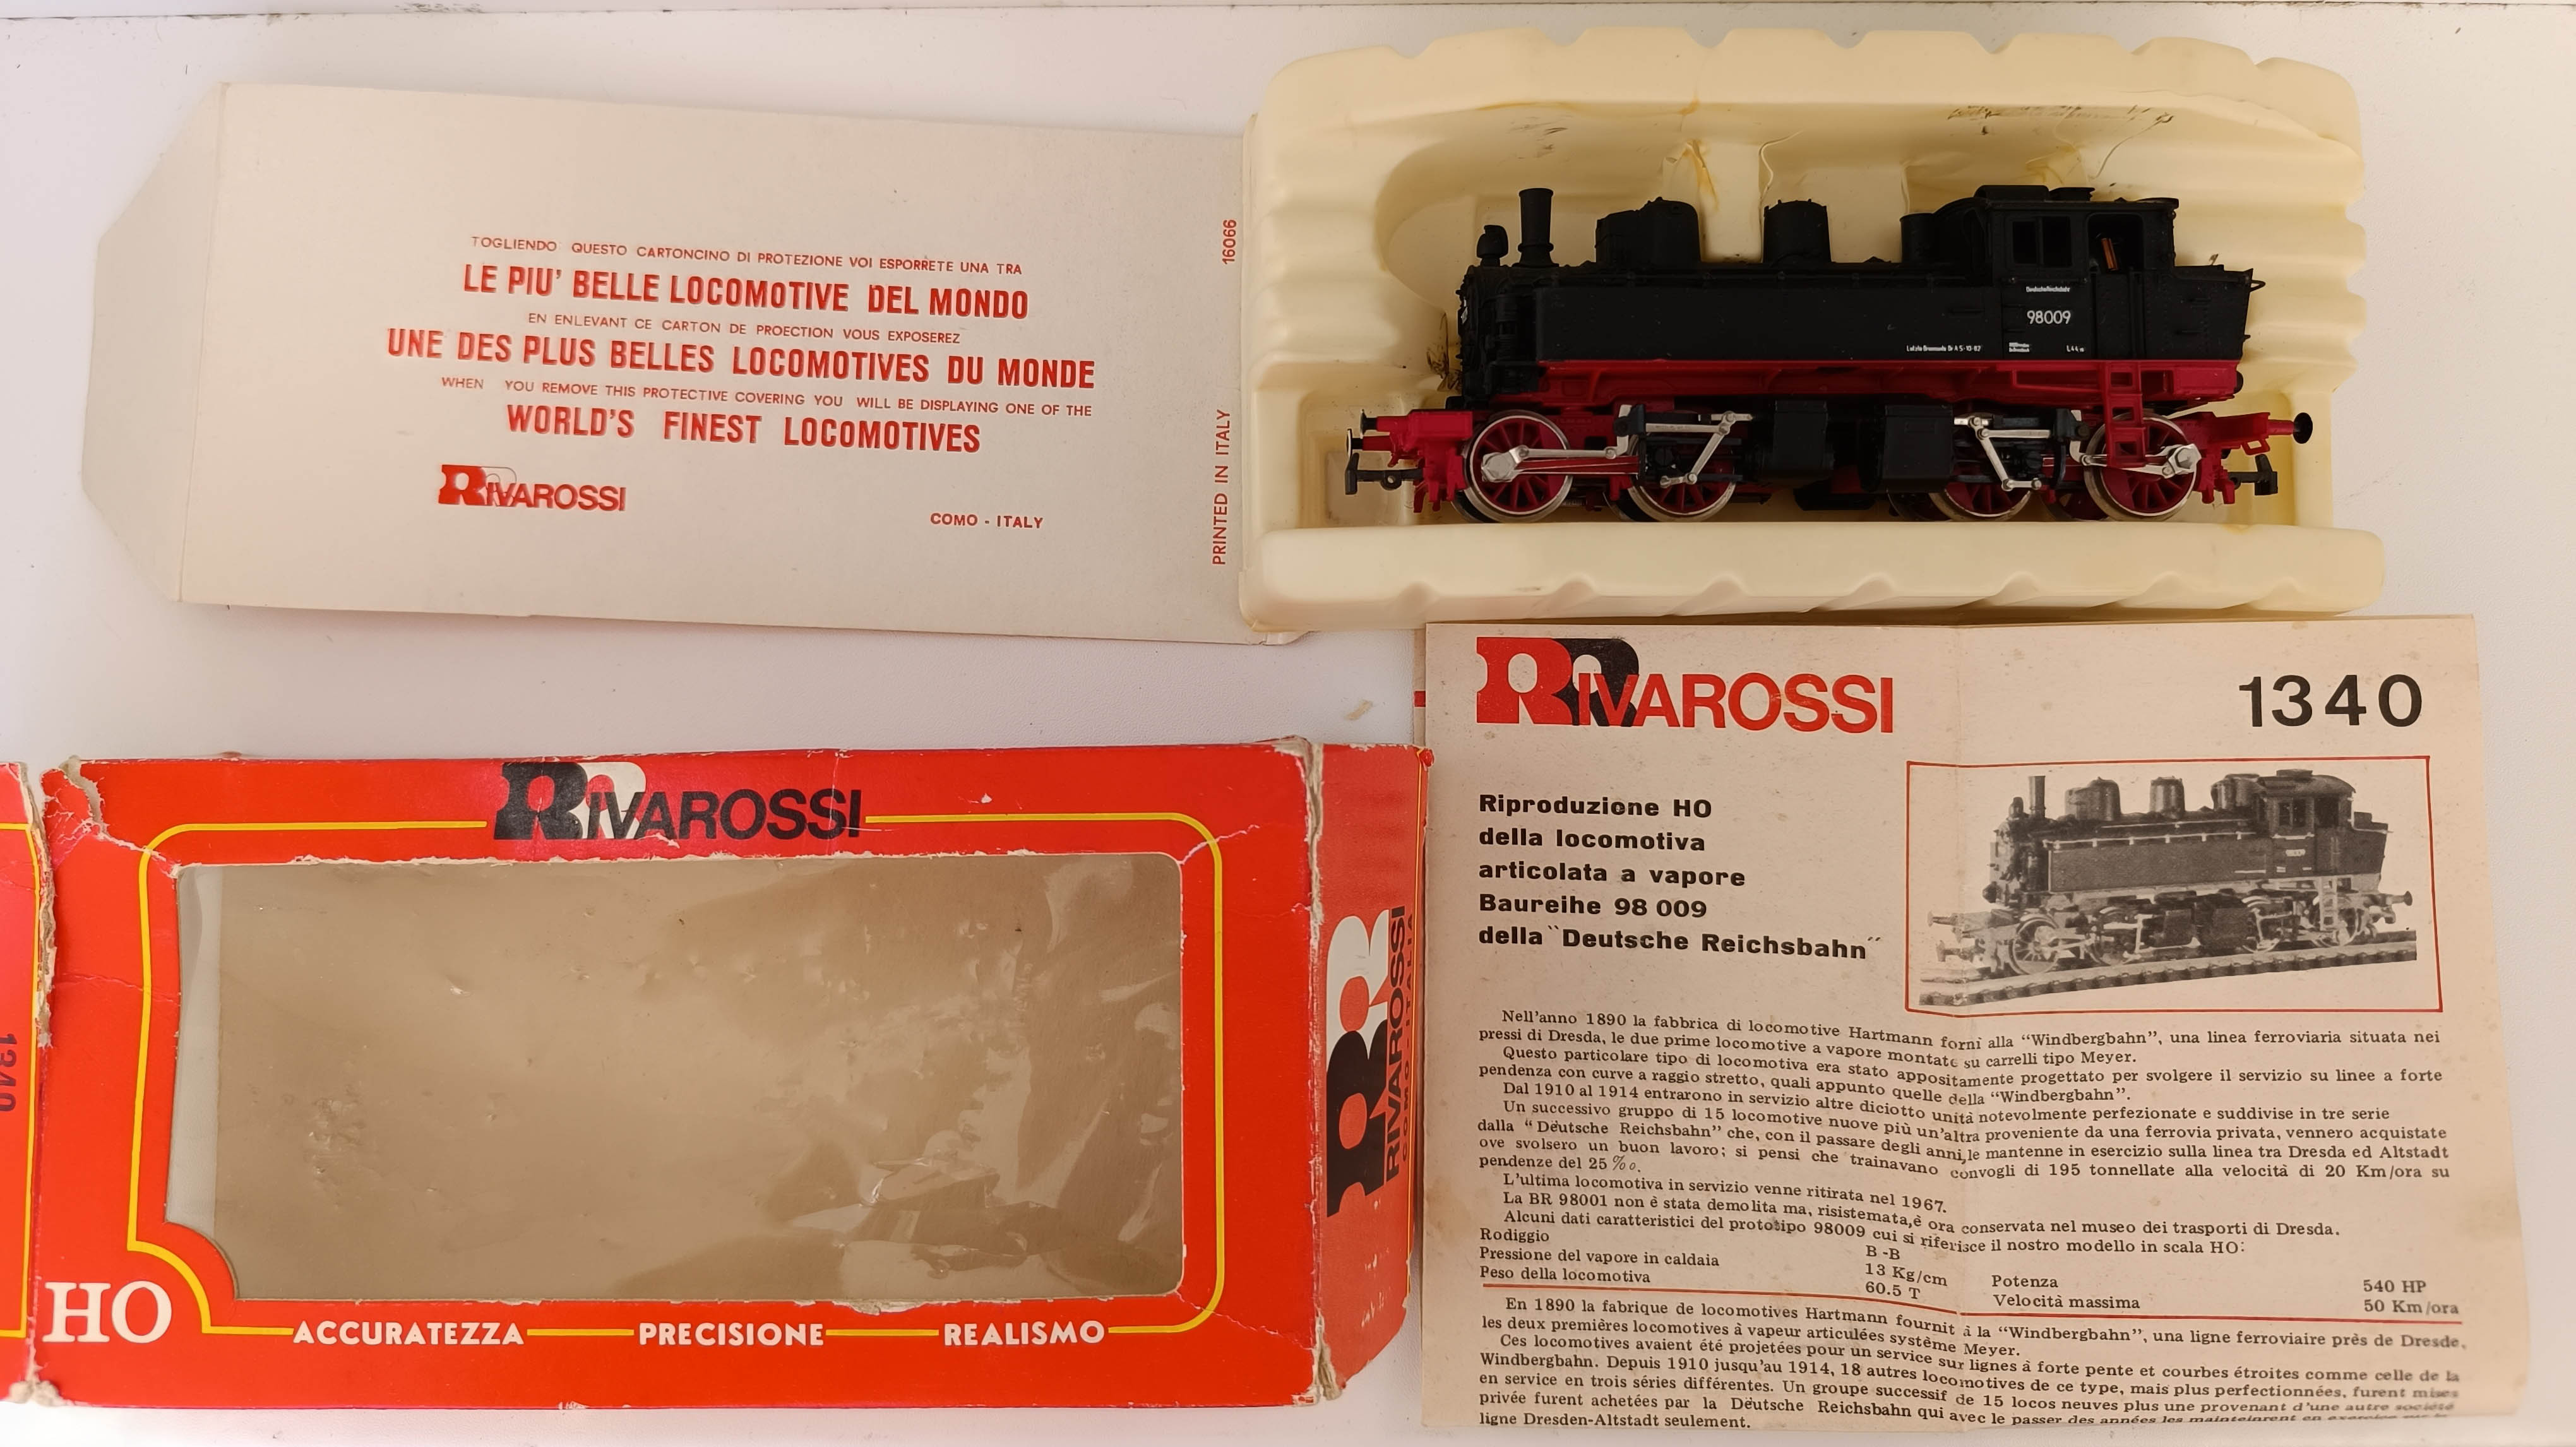 TOGLIENDO QUESTO CARTONCINO DI PROTEZIONE VOI ESPORRETE UNA TRA
LE PIU' BELLE LOCOMOTIVE DEL MONDO
EN ENLEVANT CE CARTON DE PROECTION VOUS EXPOSEREZ
UNE DES PLUS BELLES LOCOMOTIVES DU MONDE
WHEN YOU REMOVE THIS PROTECTIVE COVERING YOU WILL BE DISPLAYING ONE OF THE
WORLD'S FINEST LOCOMOTIVES
RIVAROSSI
COMO - ITALY
PRINTED IN ITALY
16066
98009
RIVAROSSI
HO
ACCURATEZZA PRECISIONE REALISMO
1340
RIVAROSSI
COMO-ITALIA
RIVAROSSI
1340
Riproduzione HO
della locomotiva
articolata a vapore
Baureihe 98 009
della "Deutsche Reichsbahn"
Nell'anno 1890 la fabbrica di locomotive Hartmann fornì alla "Windbergbahn", una linea ferroviaria situata nei
pressi di Dresda, le due prime locomotive a vapore montate su carrelli tipo Meyer.
Questo particolare tipo di locomotiva era stato appositamente progettato per svolgere il servizio su linee a forte
pendenza con curve a raggio stretto, quali appunto quelle della "Windbergbahn".
Dal 1910 al 1914 entrarono in servizio altre diciotto unità notevolmente perfezionate e suddivise in tre serie
Un successivo gruppo di 15 locomotive nuove più un'altra proveniente da una ferrovia privata, vennero acquistate
dalla "Deutsche Reichsbahn" che, con il passare degli anni, le mantenne in esercizio sulla linea tra Dresda ed Altstadt
ove svolsero un buon lavoro; si pensi che trainavano convogli di 195 tonnellate alla velocità di 20 Km/ora su
pendenze del 25 ‰.
L'ultima locomotiva in servizio venne ritirata nel 1967.
La BR 98001 non è stata demolita ma, risistemata, è ora conservata nel museo dei trasporti di Dresda.
Alcuni dati caratteristici del prototipo 98009 cui si riferisce il nostro modello in scala HO:
Rodiggio B -B
Pressione del vapore in caldaia 13 Kg/cm Potenza 540 HP
Peso della locomotiva 60.5 T Velocità massima 50 Km/ora
En 1890 la fabrique de locomotives Hartmann fournit à la "Windbergbahn", une ligne ferroviaire près de Dresde,
les deux premières locomotives à vapeur articulées système Meyer.
Ces locomotives avaient été projetées pour un service sur lignes à forte pente et courbes étroites comme celle de la
Windbergbahn. Depuis 1910 jusqu'au 1914, 18 autres locomotives de ce type, mais plus perfectionnées, furent mises
en service en trois séries différentes. Un groupe successif de 15 locos neuves plus une provenant d'une autre société
privée furent achetées par la Deutsche Reichsbahn qui avec le passer des années les mainteinrent en
ligne Dresden-Altstadt seulement.